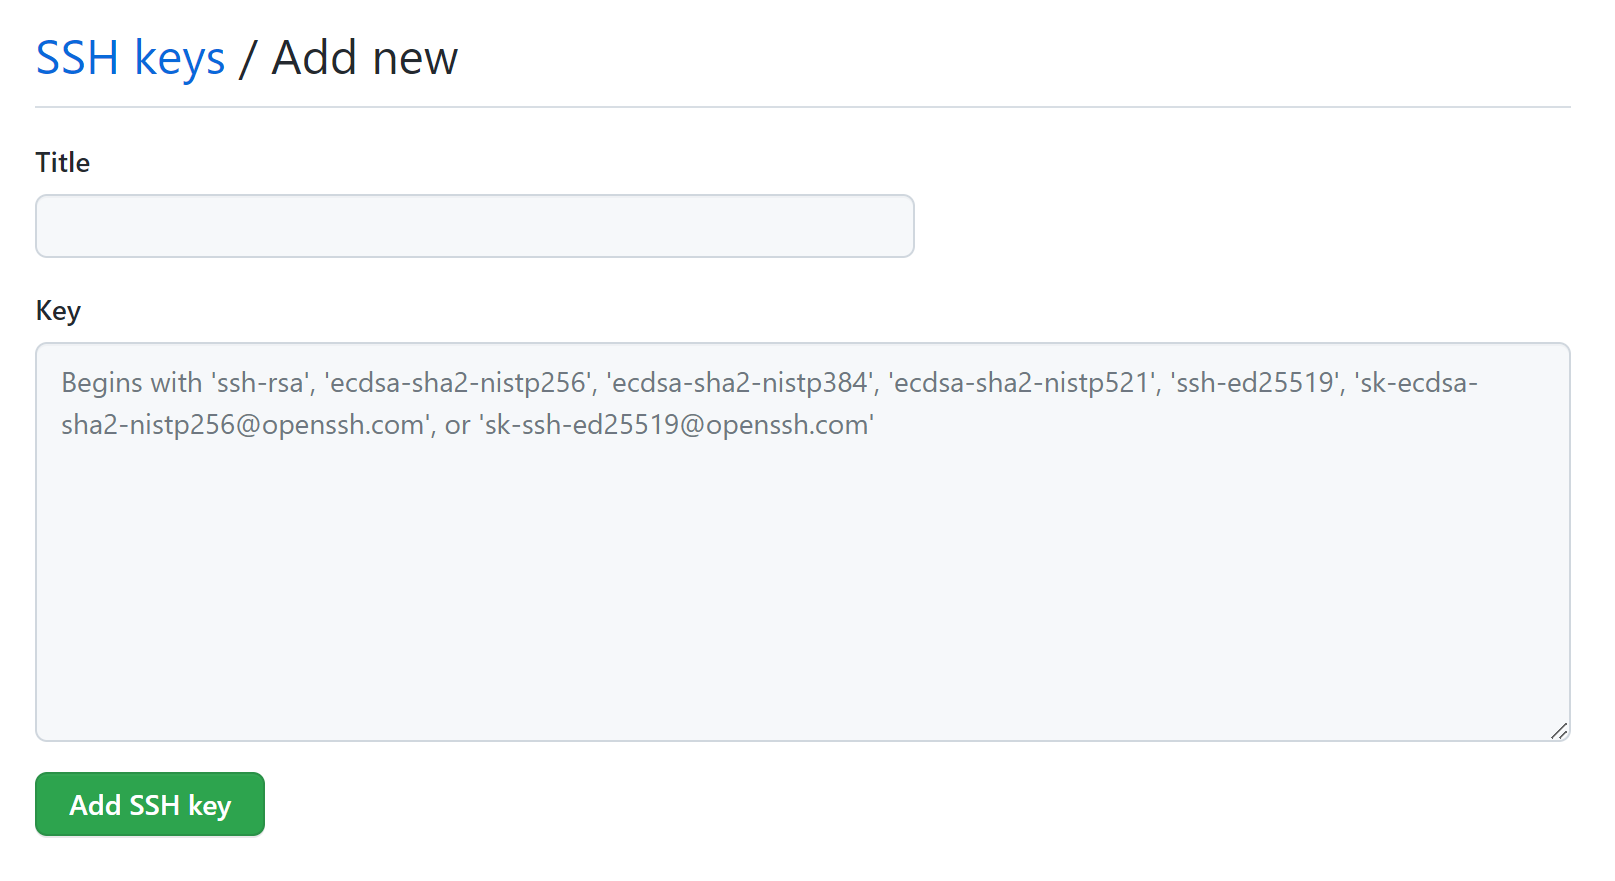 SSH keys / Add new
Title
Key
Begins with 'ssh-rsa', 'ecdsa-sha2-nistp256', 'ecdsa-sha2-nistp384', 'ecdsa-sha2-nistp521', 'ssh-ed25519', 'sk-ecdsa-
sha2-nistp256@openssh.com', or 'sk-ssh-ed25519@openssh.com'
Add SSH key